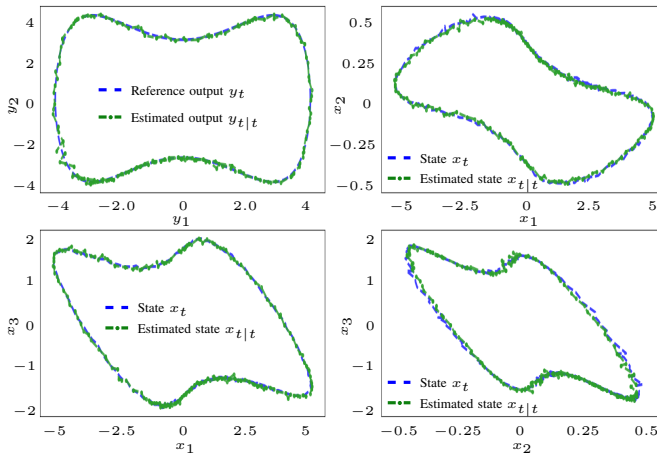 4
2
0
−2
−4
y2
Reference output yt
Estimated output yt|t
−4 −2.0 0 2.0 4
y1
0.5
0.25
0
−0.25
−0.5
x2
State xt
Estimated state xt|t
−5 −2.5 0 2.5 5
x1
2
1
0
−1
−2
x3
State xt
Estimated state xt|t
−5 −2.5 0 2.5 5
x1
2
1
0
−1
−2
x3
State xt
Estimated state xt|t
−0.5 −0.25 0 0.25 0.5
x2